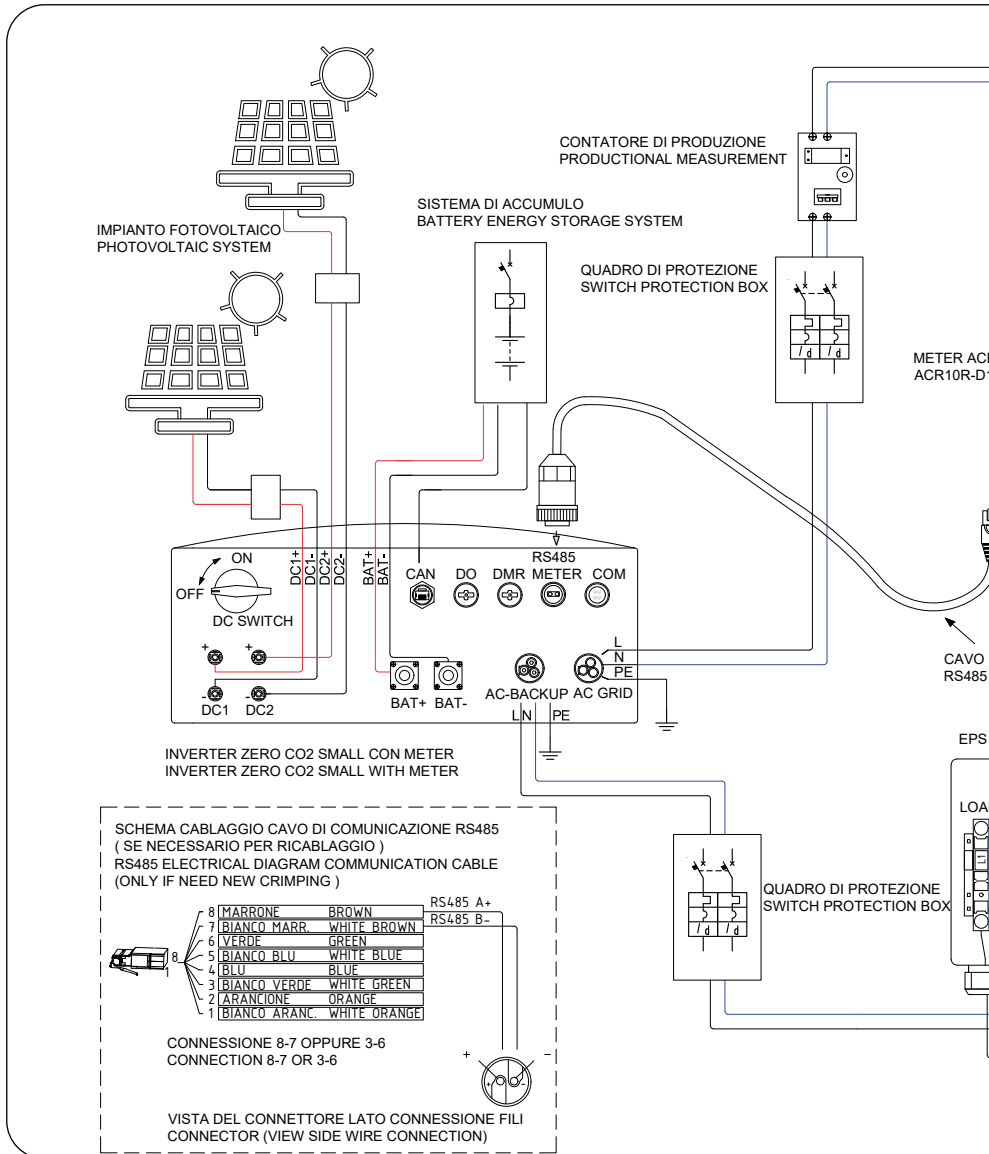 CONTATORE DI PRODUZIONE
PRODUCTIONAL MEASUREMENT
SISTEMA DI ACCUMULO
BATTERY ENERGY STORAGE SYSTEM
IMPIANTO FOTOVOLTAICO
PHOTOVOLTAIC SYSTEM
QUADRO DI PROTEZIONE
SWITCH PROTECTION BOX
I d I d
METER ACR
ACR10R-D1
ON
OFF
DC SWITCH
DC1+
DC1-
DC2+
DC2-
BAT+
BAT-
CAN
DO
DMR
RS485
METER
COM
+ +
- -
DC1 DC2
BAT+ BAT-
AC-BACKUP
AC GRID
L
N
PE
L N PE
CAVO
RS485
INVERTER ZERO CO2 SMALL CON METER
INVERTER ZERO CO2 SMALL WITH METER
EPS
LOA
L1
QUADRO DI PROTEZIONE
SWITCH PROTECTION BOX
I d I d
SCHEMA CABLAGGIO CAVO DI COMUNICAZIONE RS485
( SE NECESSARIO PER RICABLAGGIO )
RS485 ELECTRICAL DIAGRAM COMMUNICATION CABLE
(ONLY IF NEED NEW CRIMPING )
RS485 A+
RS485 B-
8 MARRONE BROWN
7 BIANCO MARR. WHITE BROWN
6 VERDE GREEN
5 BIANCO BLU WHITE BLUE
4 BLU BLUE
3 BIANCO VERDE WHITE GREEN
2 ARANCIONE ORANGE
1 BIANCO ARANC. WHITE ORANGE
8
1
CONNESSIONE 8-7 OPPURE 3-6
CONNECTION 8-7 OR 3-6
+ -
+ -
VISTA DEL CONNETTORE LATO CONNESSIONE FILI
CONNECTOR (VIEW SIDE WIRE CONNECTION)